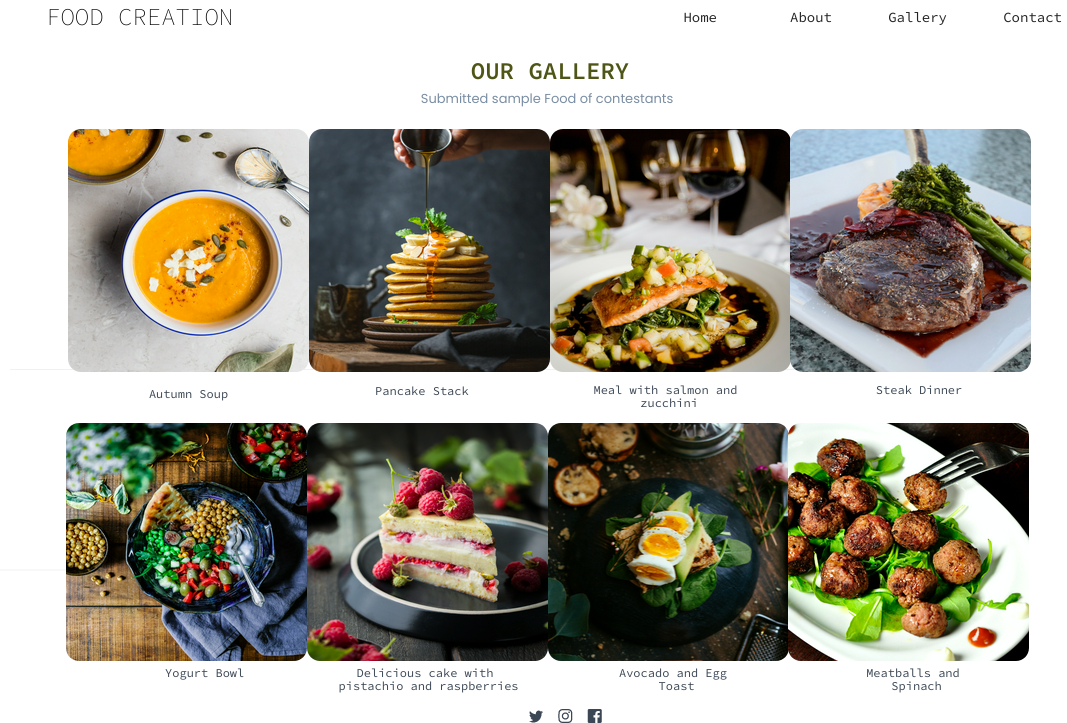 FOOD CREATION
Home About Gallery Contact
OUR GALLERY
Submitted sample Food of contestants
Autumn Soup
Pancake Stack
Meal with salmon and
zucchini
Steak Dinner
Yogurt Bowl
Delicious cake with
pistachio and raspberries
Avocado and Egg
Toast
Meatballs and
Spinach